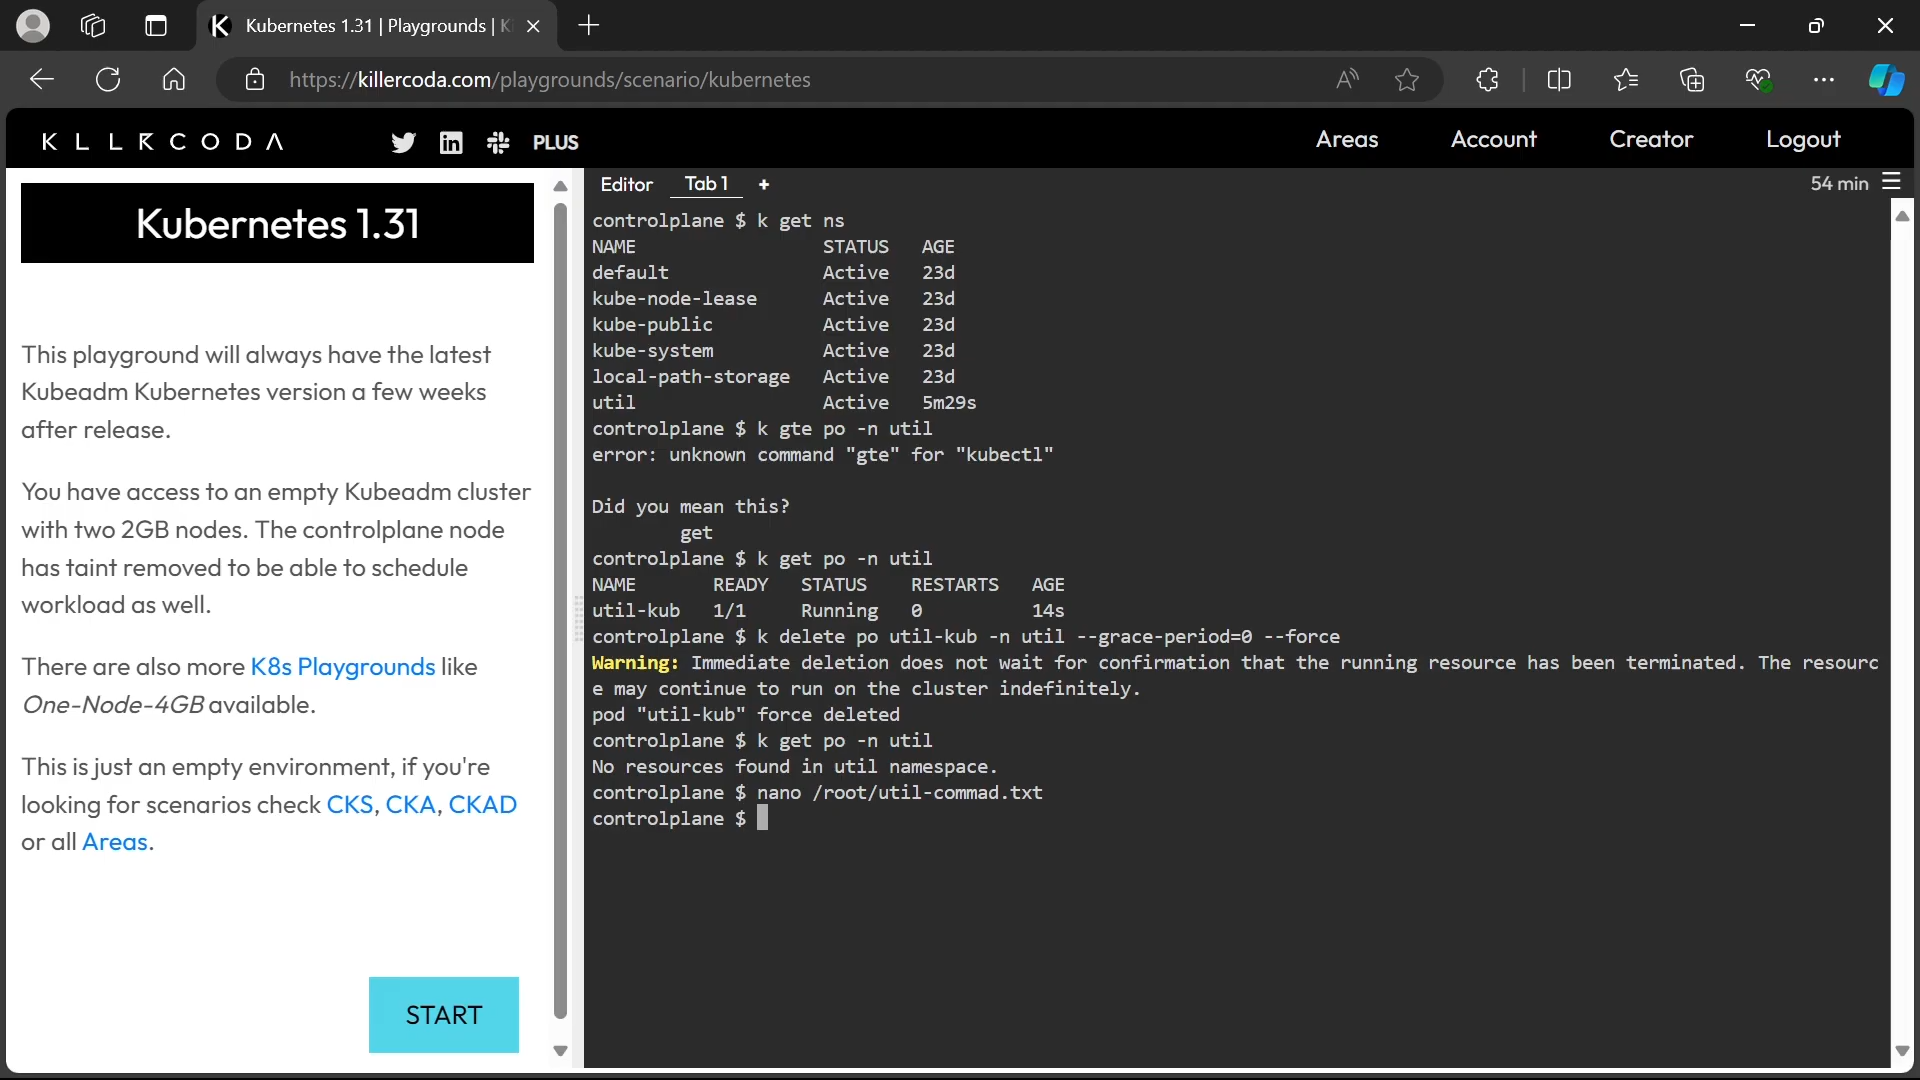 Kubernetes 1.31 | Playgrounds | Ki
https://killercoda.com/playgrounds/scenario/kubernetes
KLLRCODA
PLUS
Areas
Account
Creator
Logout
Kubernetes 1.31
This playground will always have the latest
Kubeadm Kubernetes version a few weeks
after release.
You have access to an empty Kubeadm cluster
with two 2GB nodes. The controlplane node
has taint removed to be able to schedule
workload as well.
There are also more K8s Playgrounds like
One-Node-4GB available.
This is just an empty environment, if you're
looking for scenarios check CKS, CKA, CKAD
or all Areas.
START
Editor
Tab 1
+
54 min
controlplane $ k get ns
NAME STATUS AGE
default Active 23d
kube-node-lease Active 23d
kube-public Active 23d
kube-system Active 23d
local-path-storage Active 23d
util Active 5m29s
controlplane $ k gte po -n util
error: unknown command "gte" for "kubectl"
Did you mean this?
get
controlplane $ k get po -n util
NAME READY STATUS RESTARTS AGE
util-kub 1/1 Running 0 14s
controlplane $ k delete po util-kub -n util --grace-period=0 --force
Warning: Immediate deletion does not wait for confirmation that the running resource has been terminated. The resourc
e may continue to run on the cluster indefinitely.
pod "util-kub" force deleted
controlplane $ k get po -n util
No resources found in util namespace.
controlplane $ nano /root/util-commad.txt
controlplane $